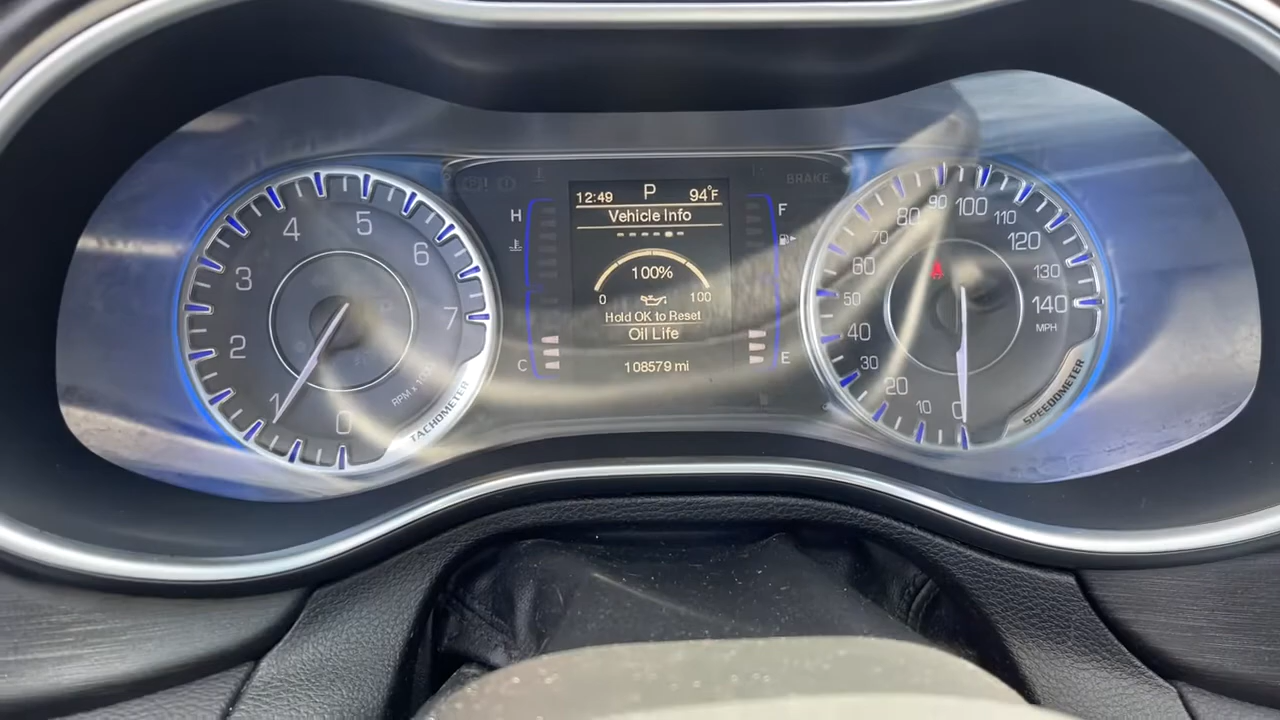 12:49 P 94°F
Vehicle Info
100%
0 100
Hold OK to Reset
Oil Life
108579 mi
H
C
F
E
BRAKE
0
1
2
3
4
5
6
7
RPM x 1000
TACHOMETER
0
10
20
30
40
50
60
70
80
90
100
110
120
130
140
MPH
SPEEDOMETER